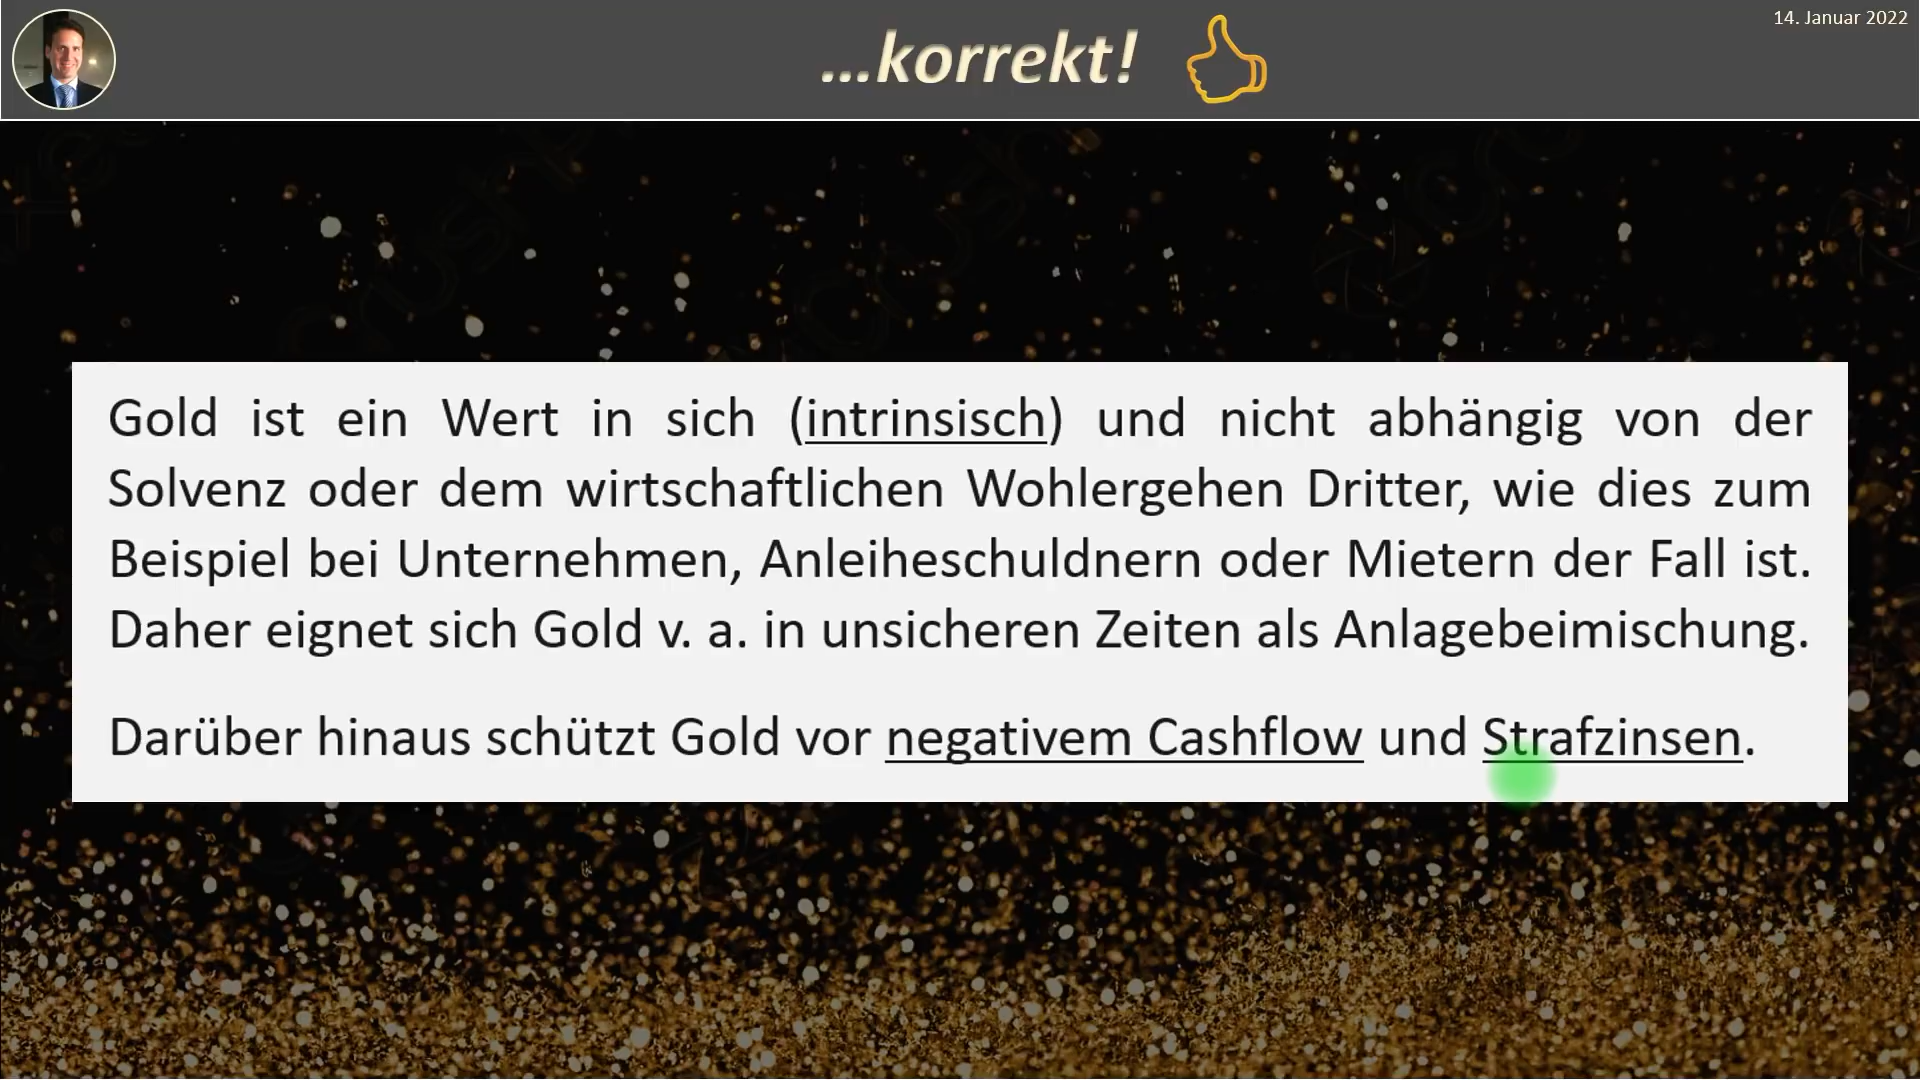 14. Januar 2022
...korrekt!
Gold ist ein Wert in sich (intrinsisch) und nicht abhängig von der
Solvenz oder dem wirtschaftlichen Wohlergehen Dritter, wie dies zum
Beispiel bei Unternehmen, Anleiheschuldnern oder Mietern der Fall ist.
Daher eignet sich Gold v. a. in unsicheren Zeiten als Anlagebeimischung.
Darüber hinaus schützt Gold vor negativem Cashflow und Strafzinsen.